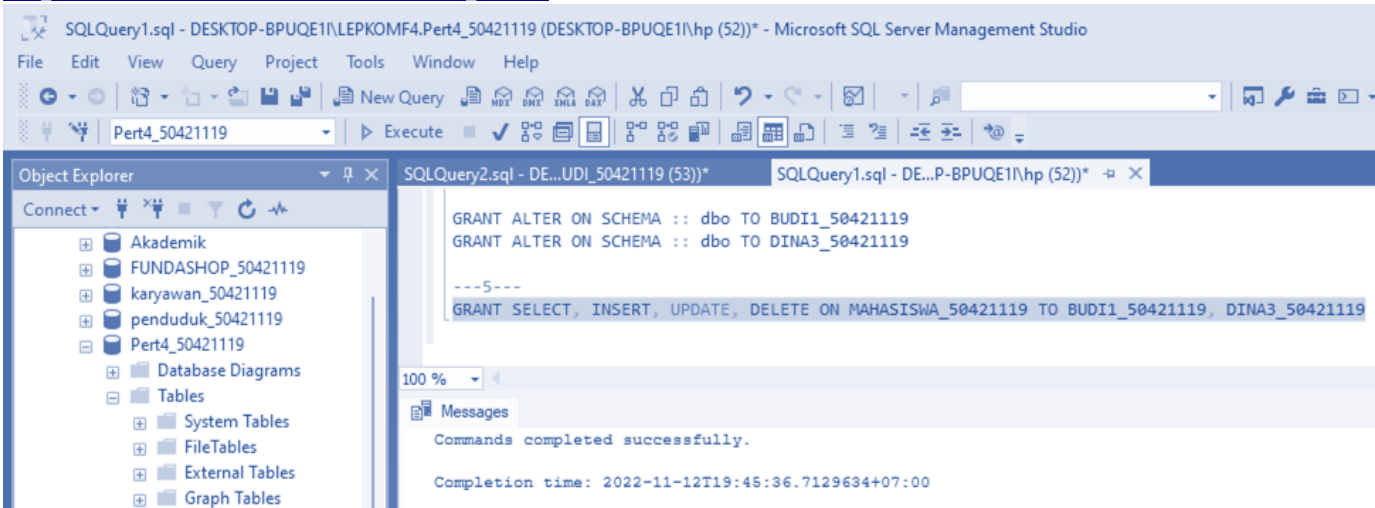 SQLQuery1.sql - DESKTOP-BPUQE1I\LEPKOMF4.Pert4_50421119 (DESKTOP-BPUQE1I\hp (52))* - Microsoft SQL Server Management Studio
File Edit View Query Project Tools Window Help
New Query MDX DMX XMLA DAX
Pert4_50421119 Execute
Object Explorer
Connect
Akademik
FUNDASHOP_50421119
karyawan_50421119
penduduk_50421119
Pert4_50421119
Database Diagrams
Tables
System Tables
FileTables
External Tables
Graph Tables
SQLQuery2.sql - DE...UDI_50421119 (53))* SQLQuery1.sql - DE...P-BPUQE1I\hp (52))*
GRANT ALTER ON SCHEMA :: dbo TO BUDI1_50421119
GRANT ALTER ON SCHEMA :: dbo TO DINA3_50421119
---5---
GRANT SELECT, INSERT, UPDATE, DELETE ON MAHASISWA_50421119 TO BUDI1_50421119, DINA3_50421119
100 %
Messages
Commands completed successfully.
Completion time: 2022-11-12T19:45:36.7129634+07:00